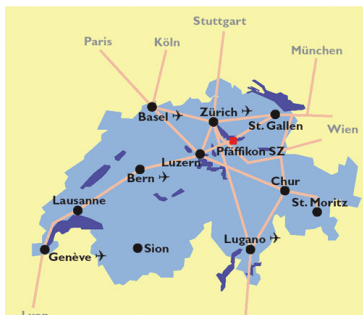 Stuttgart
Paris
Köln
München
Basel
Zürich
St. Gallen
Wien
Pfäffikon SZ
Luzern
Bern
Chur
Lausanne
St. Moritz
Genève
Sion
Lugano
Lyon